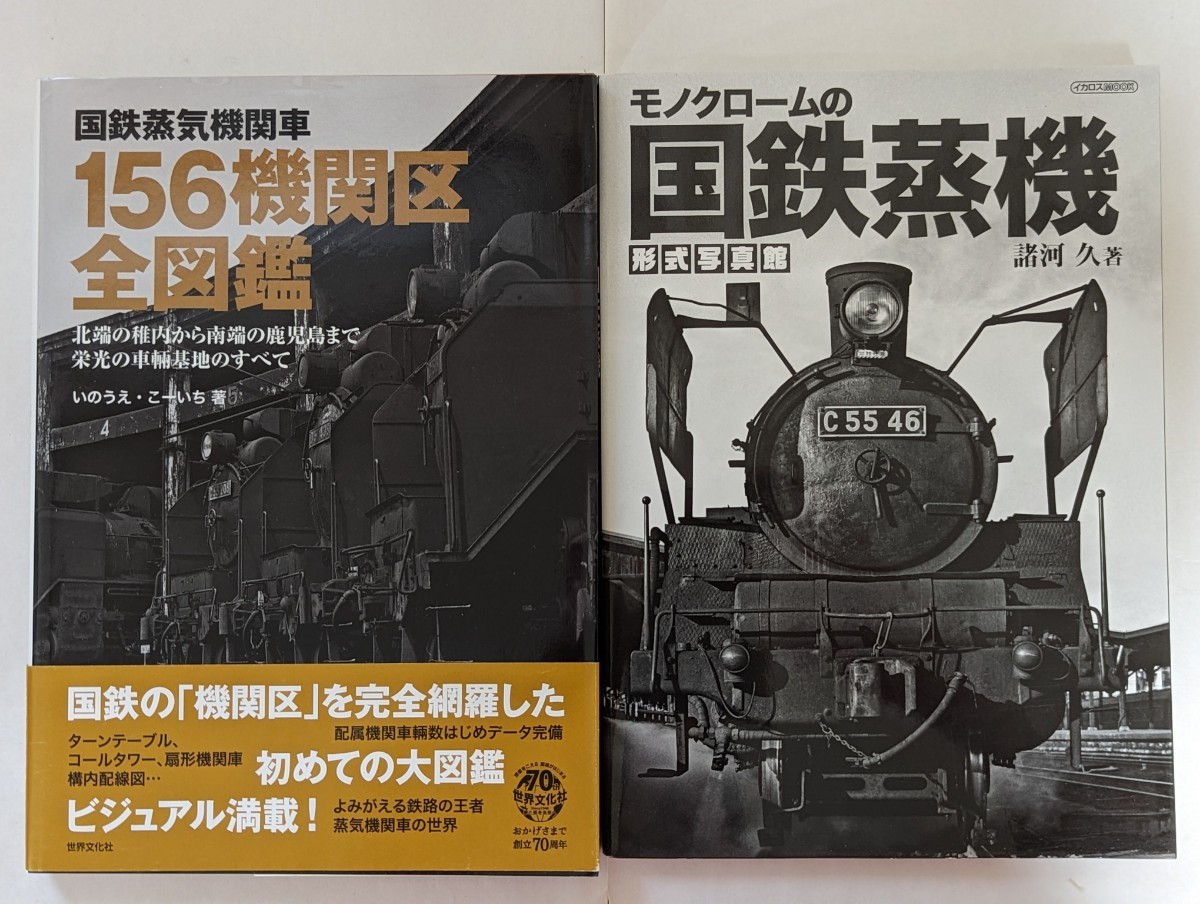 国鉄蒸気機関車
156機関区
全図鑑
北端の稚内から南端の鹿児島まで
栄光の車輛基地のすべて
いのうえ・こーいち 著
4
国鉄の「機関区」を完全網羅した
配属機関車輛数はじめデータ完備
ターンテーブル、
コールタワー、扇形機関庫
構内配線図…
初めての大図鑑
ビジュアル満載!
よみがえる鉄路の王者
蒸気機関車の世界
70th
世界文化社
おかげさまで
創立70周年
世界文化社
イカロスMOOK
モノクロームの
国鉄蒸機
形式写真館
諸河 久著
C 55 46